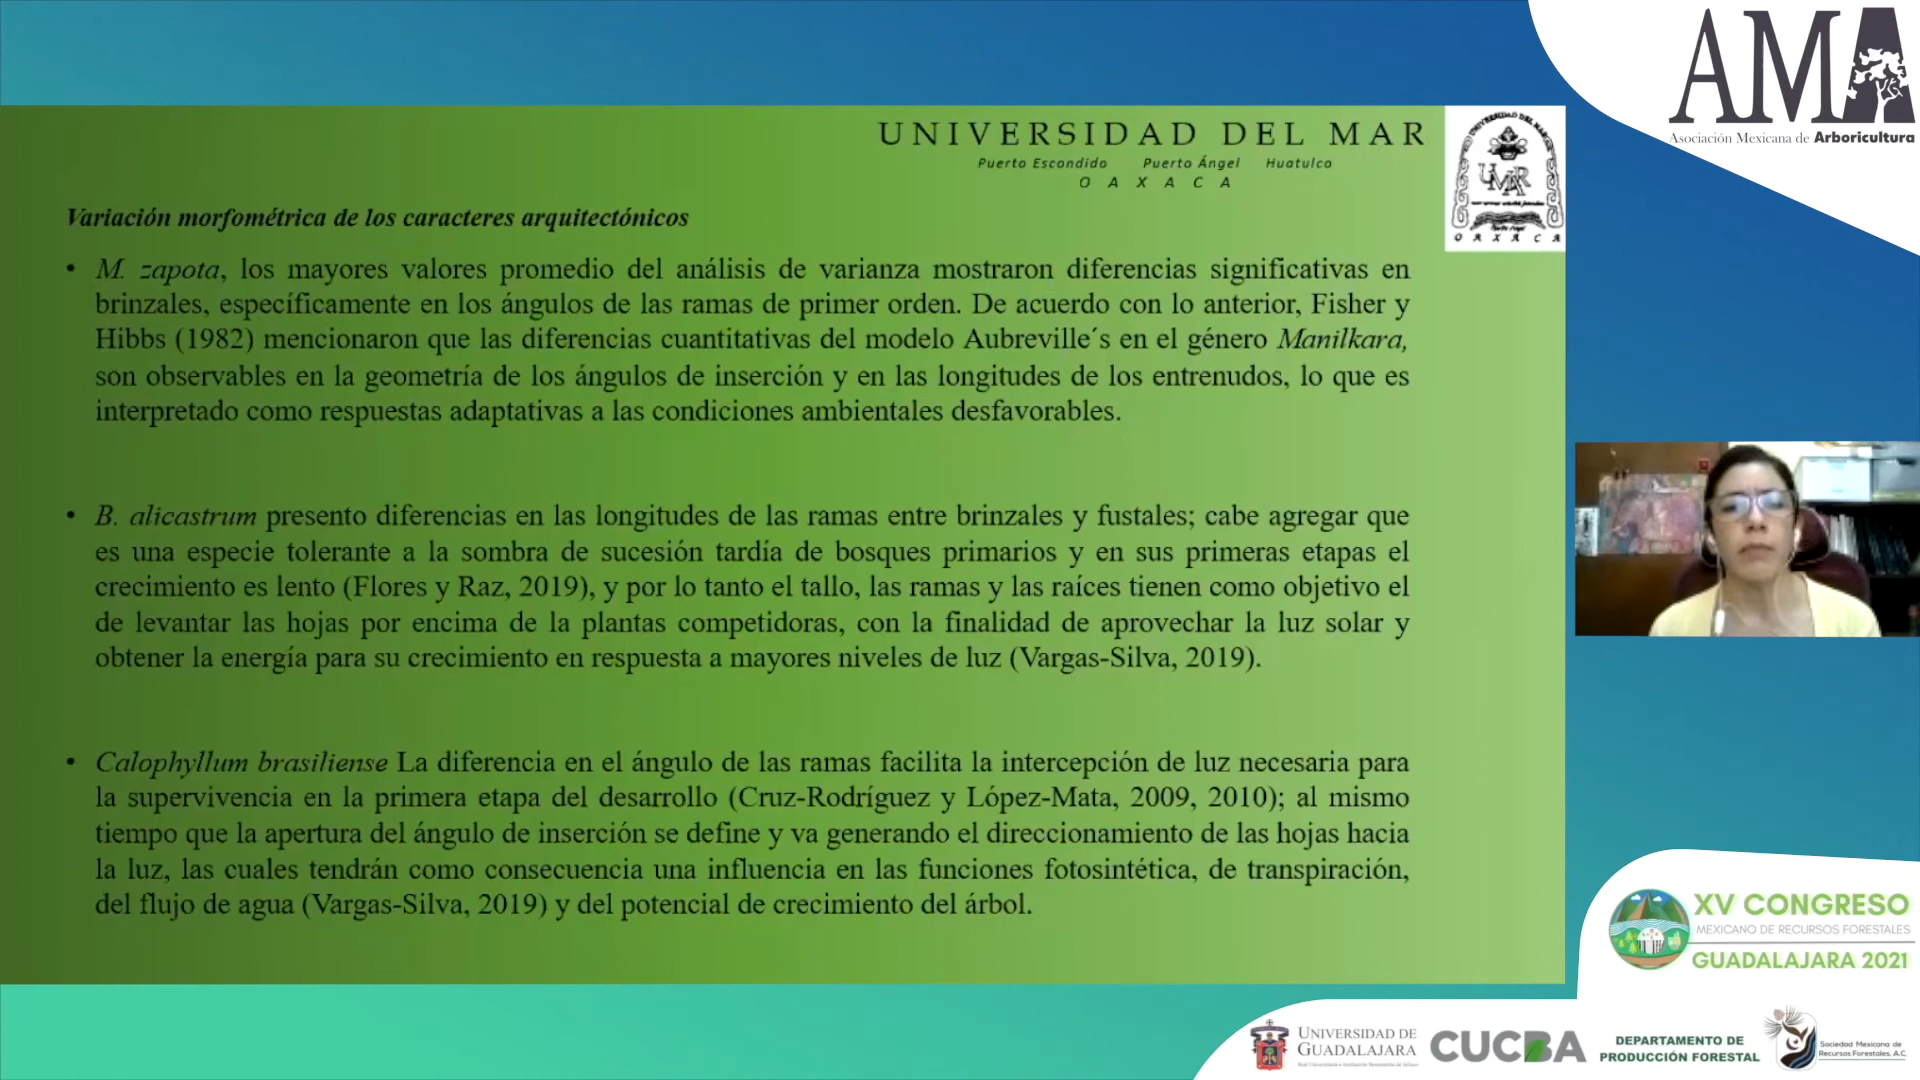 AMA
Asociación Mexicana de Arboricultura
UNIVERSIDAD DEL MAR
Puerto Escondido Puerto Ángel Huatulco
OAXACA
UMAR
OAXACA
Variación morfométrica de los caracteres arquitectónicos
• M. zapota, los mayores valores promedio del análisis de varianza mostraron diferencias significativas en
brinzales, específicamente en los ángulos de las ramas de primer orden. De acuerdo con lo anterior, Fisher y
Hibbs (1982) mencionaron que las diferencias cuantitativas del modelo Aubreville´s en el género Manilkara,
son observables en la geometría de los ángulos de inserción y en las longitudes de los entrenudos, lo que es
interpretado como respuestas adaptativas a las condiciones ambientales desfavorables.
• B. alicastrum presento diferencias en las longitudes de las ramas entre brinzales y fustales; cabe agregar que
es una especie tolerante a la sombra de sucesión tardía de bosques primarios y en sus primeras etapas el
crecimiento es lento (Flores y Raz, 2019), y por lo tanto el tallo, las ramas y las raíces tienen como objetivo el
de levantar las hojas por encima de la plantas competidoras, con la finalidad de aprovechar la luz solar y
obtener la energía para su crecimiento en respuesta a mayores niveles de luz (Vargas-Silva, 2019).
• Calophyllum brasiliense La diferencia en el ángulo de las ramas facilita la intercepción de luz necesaria para
la supervivencia en la primera etapa del desarrollo (Cruz-Rodríguez y López-Mata, 2009, 2010); al mismo
tiempo que la apertura del ángulo de inserción se define y va generando el direccionamiento de las hojas hacia
la luz, las cuales tendrán como consecuencia una influencia en las funciones fotosintética, de transpiración,
del flujo de agua (Vargas-Silva, 2019) y del potencial de crecimiento del árbol.
XV CONGRESO
MEXICANO DE RECURSOS FORESTALES
GUADALAJARA 2021
UNIVERSIDAD DE
GUADALAJARA
CUCBA
DEPARTAMENTO DE
PRODUCCIÓN FORESTAL
Sociedad Mexicana de
Recursos Forestales, A.C.